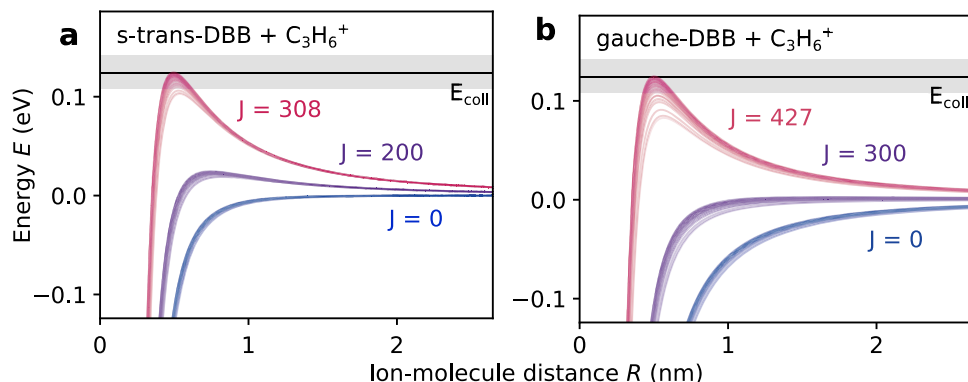 a
s-trans-DBB + C₃H₆⁺
E_coll
J = 308
J = 200
J = 0
0.1
0.0
−0.1
0
1
2
Energy E (eV)
b
gauche-DBB + C₃H₆⁺
E_coll
J = 427
J = 300
J = 0
0.1
0.0
−0.1
0
1
2
Ion-molecule distance R (nm)